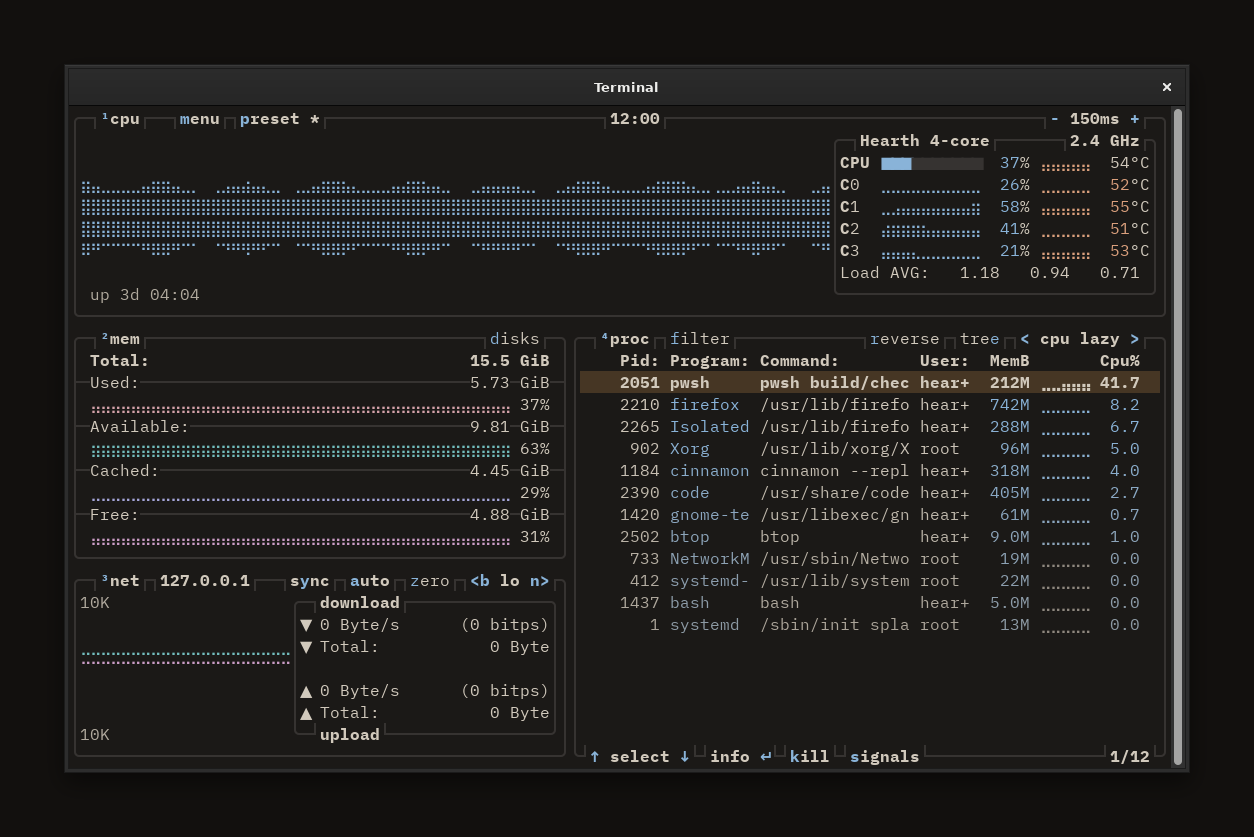 Terminal ×
¹cpu menu preset * 12:00 - 150ms +
Hearth 4-core 2.4 GHz
CPU 37% 54°C
C0 26% 52°C
C1 58% 55°C
C2 41% 51°C
C3 21% 53°C
Load AVG: 1.18 0.94 0.71
up 3d 04:04
²mem disks
Total: 15.5 GiB
Used: 5.73 GiB
37%
Available: 9.81 GiB
63%
Cached: 4.45 GiB
29%
Free: 4.88 GiB
31%
³net 127.0.0.1 sync auto zero <b lo n>
10K
download
▼ 0 Byte/s (0 bitps)
▼ Total: 0 Byte
▲ 0 Byte/s (0 bitps)
▲ Total: 0 Byte
10K
upload
⁴proc filter reverse tree < cpu lazy >
Pid: Program: Command: User: MemB Cpu%
2051 pwsh pwsh build/chec hear+ 212M 41.7
2210 firefox /usr/lib/firefo hear+ 742M 8.2
2265 Isolated /usr/lib/firefo hear+ 288M 6.7
902 Xorg /usr/lib/xorg/X root 96M 5.0
1184 cinnamon cinnamon --repl hear+ 318M 4.0
2390 code /usr/share/code hear+ 405M 2.7
1420 gnome-te /usr/libexec/gn hear+ 61M 0.7
2502 btop btop hear+ 9.0M 1.0
733 NetworkM /usr/sbin/Netwo root 19M 0.0
412 systemd- /usr/lib/system root 22M 0.0
1437 bash bash hear+ 5.0M 0.0
1 systemd /sbin/init spla root 13M 0.0
↑ select ↓ info ↵ kill signals 1/12